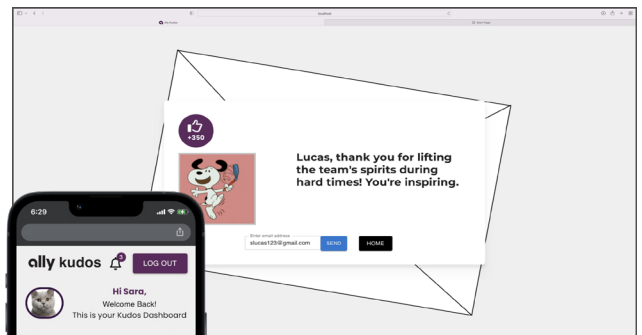 localhost
+350
Lucas, thank you for lifting
the team's spirits during
hard times! You're inspiring.
Enter email address
slucas123@gmail.com
SEND
HOME
6:29
ally kudos
3
LOG OUT
Hi Sara,
Welcome Back!
This is your Kudos Dashboard